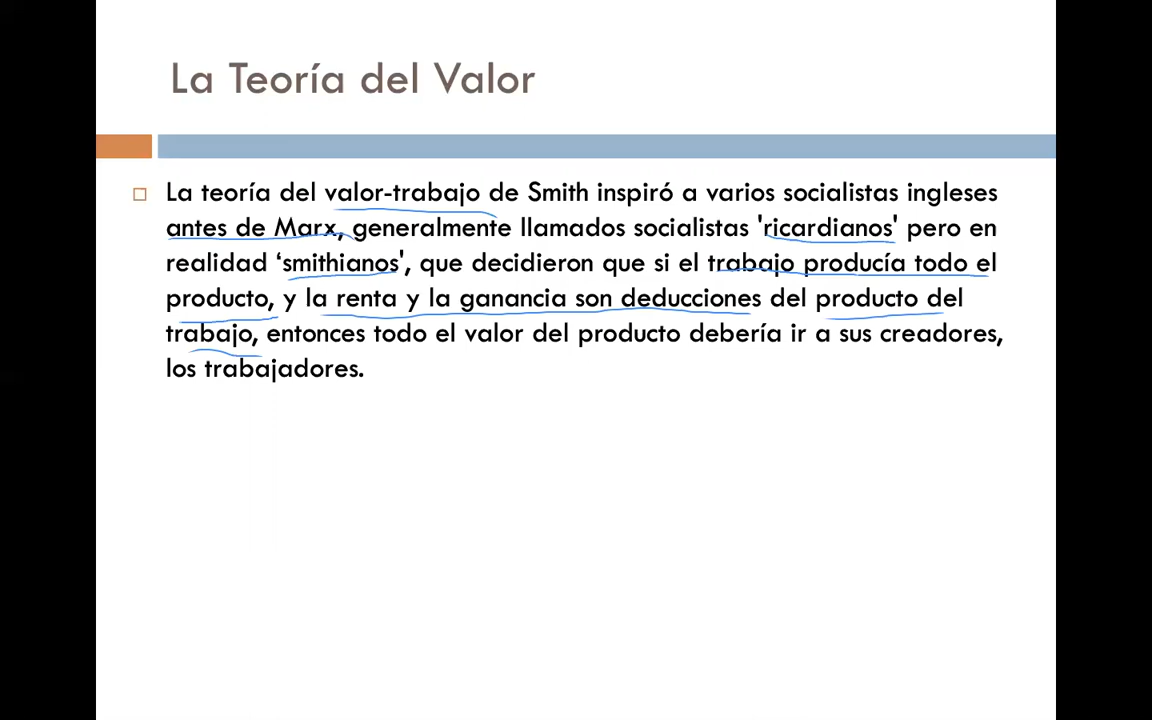 La Teoría del Valor
La teoría del valor-trabajo de Smith inspiró a varios socialistas ingleses
antes de Marx, generalmente llamados socialistas 'ricardianos' pero en
realidad ‘smithianos', que decidieron que si el trabajo producía todo el
producto, y la renta y la ganancia son deducciones del producto del
trabajo, entonces todo el valor del producto debería ir a sus creadores,
los trabajadores.